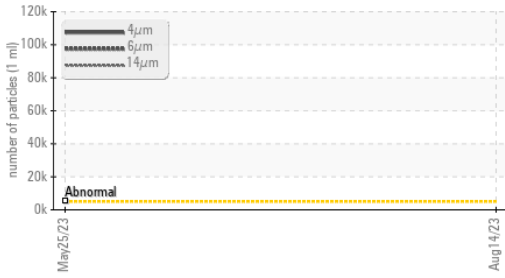 120k
100k
80k
60k
40k
20k
0k
number of particles (1 ml)
4µm
6µm
14µm
Abnormal
May25/23
Aug14/23